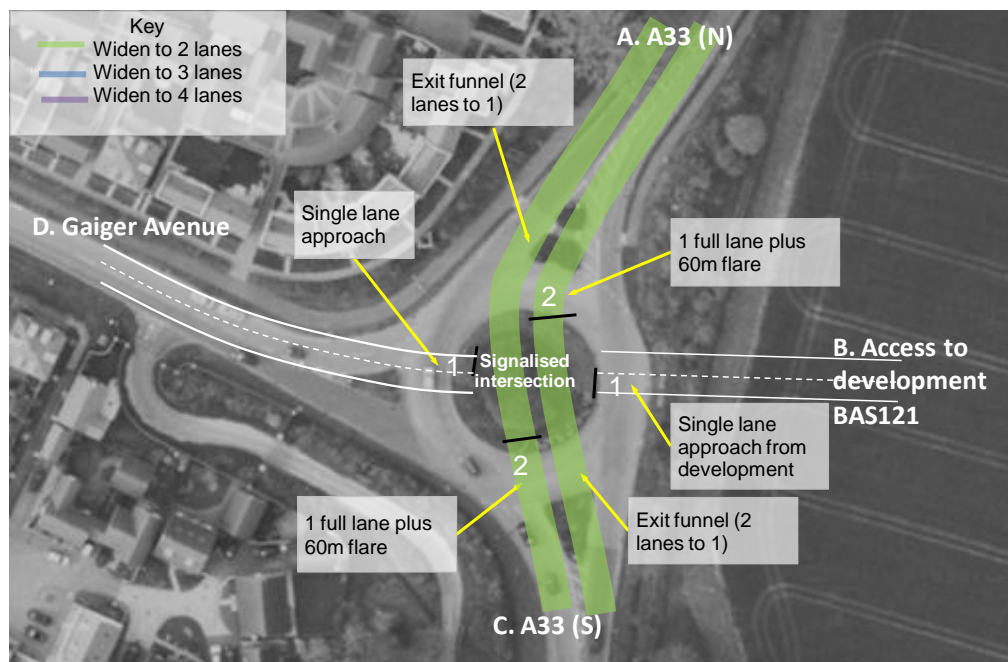 Key
Widen to 2 lanes
Widen to 3 lanes
Widen to 4 lanes
A. A33 (N)
Exit funnel (2
lanes to 1)
Single lane
approach
D. Gaiger Avenue
1 full lane plus
60m flare
2
1
Signalised
intersection
B. Access to
development
BAS121
1
Single lane
approach from
development
2
1 full lane plus
60m flare
Exit funnel (2
lanes to 1)
C. A33 (S)